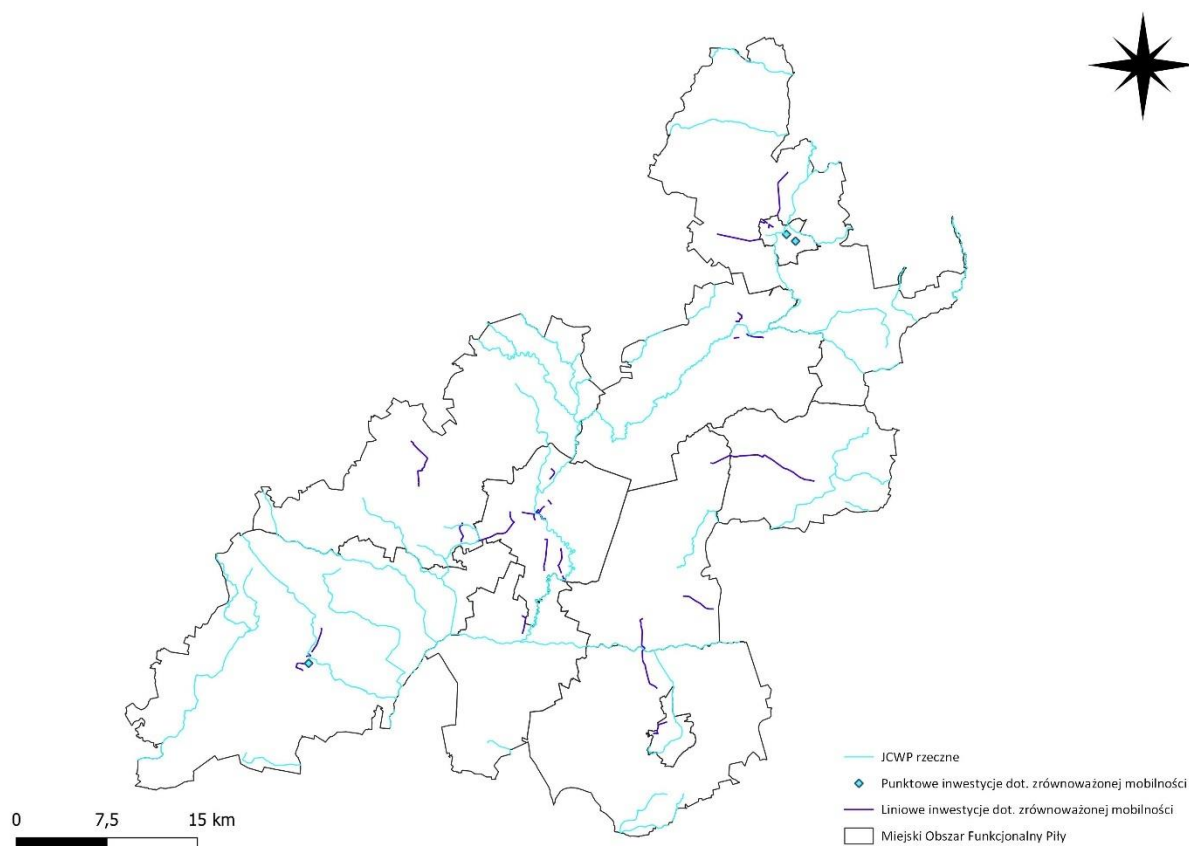 JCWP rzeczne
Punktowe inwestycje dot. zrównoważonej mobilności
Liniowe inwestycje dot. zrównoważonej mobilności
Miejski Obszar Funkcjonalny Piły
0 7,5 15 km